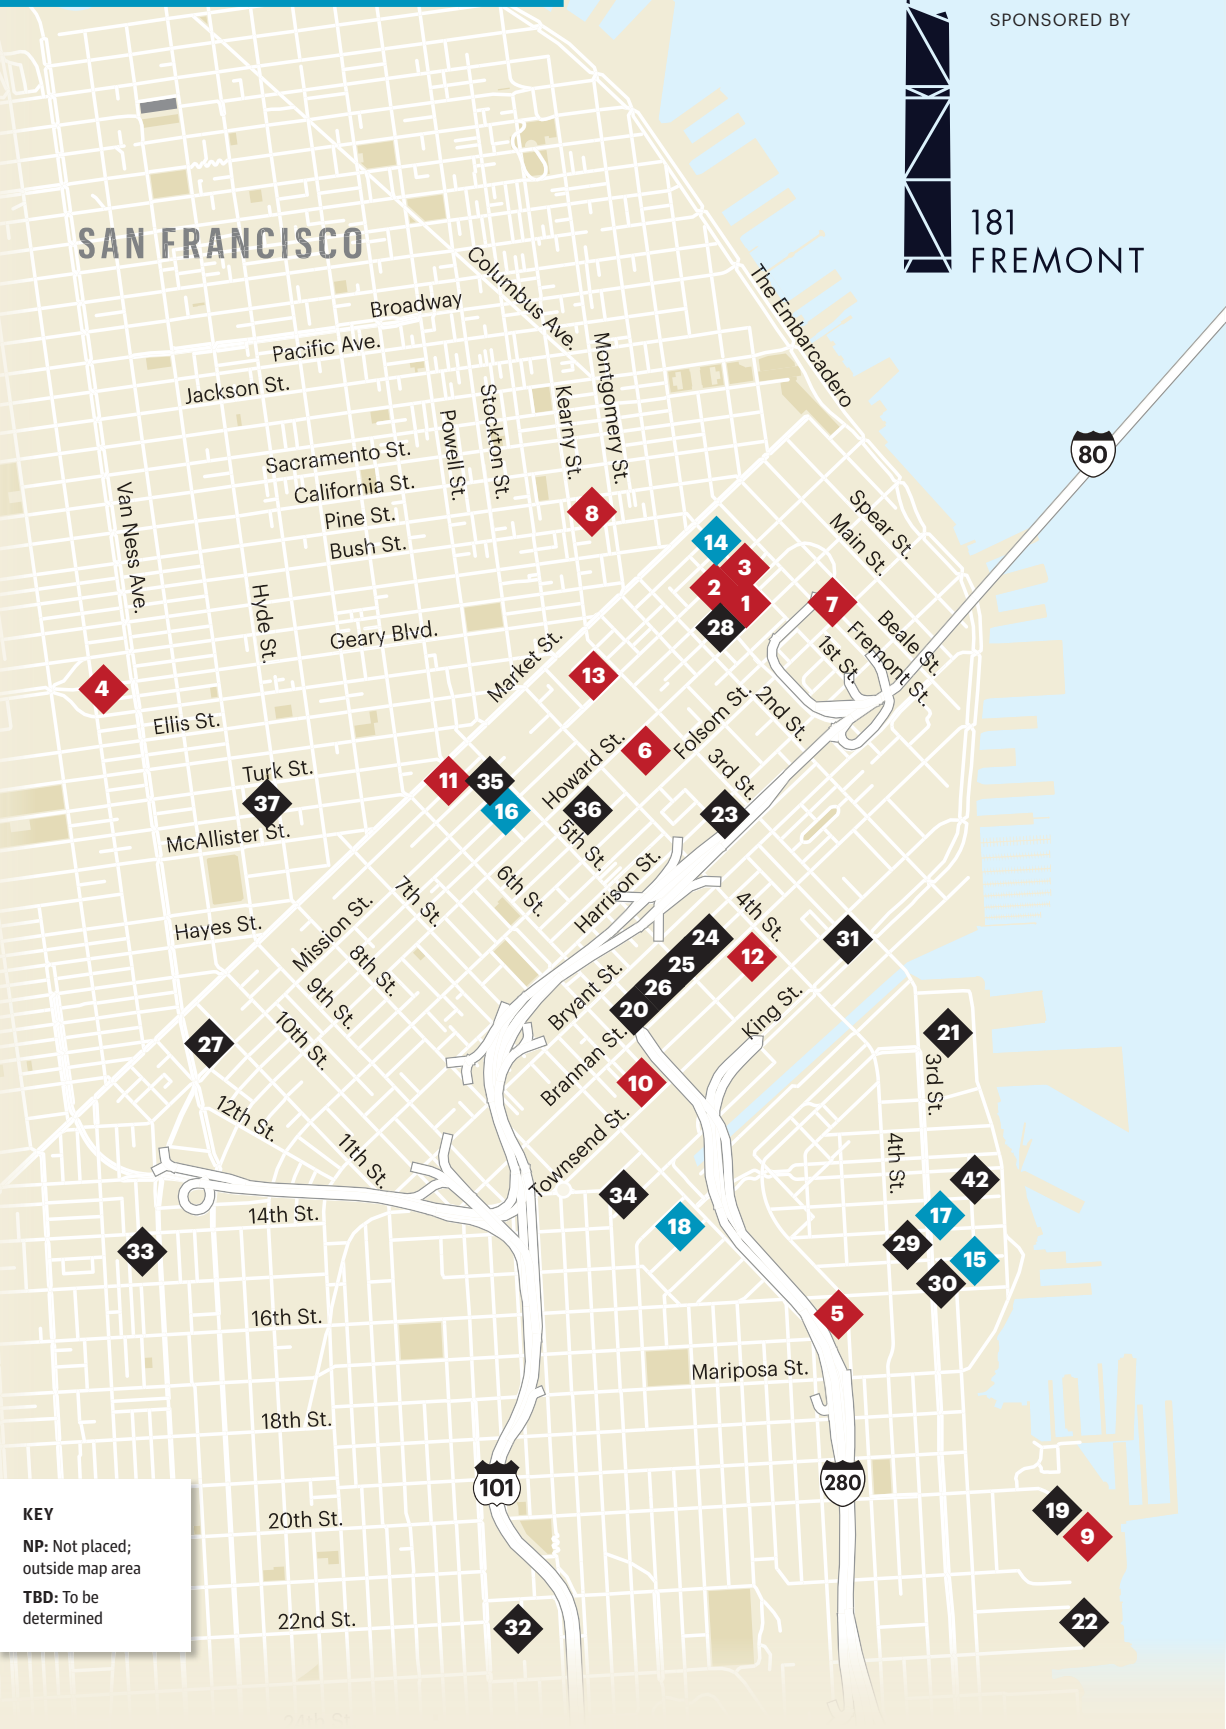 SPONSORED BY
181
FREMONT
SAN FRANCISCO
Columbus Ave.
The Embarcadero
Broadway
Pacific Ave.
Jackson St.
Montgomery St.
Kearny St.
Stockton St.
Powell St.
Sacramento St.
California St.
Pine St.
Bush St.
80
Van Ness Ave.
8
Spear St.
Main St.
14
3
2
1
28
7
Hyde St.
Geary Blvd.
Beale St.
Fremont St.
1st St.
Market St.
13
4
Ellis St.
Folsom St.
2nd St.
Howard St.
6
3rd St.
Turk St.
37
11
35
16
36
23
McAllister St.
5th St.
Harrison St.
6th St.
7th St.
Mission St.
Hayes St.
4th St.
24
25
26
20
12
31
8th St.
9th St.
Bryant St.
King St.
10th St.
27
21
Brannan St.
3rd St.
10
12th St.
11th St.
Townsend St.
4th St.
42
34
17
18
14th St.
29
15
33
30
16th St.
5
Mariposa St.
18th St.
101
280
KEY
NP: Not placed;
outside map area
TBD: To be
determined
20th St.
19
9
22nd St.
32
22
24th St.